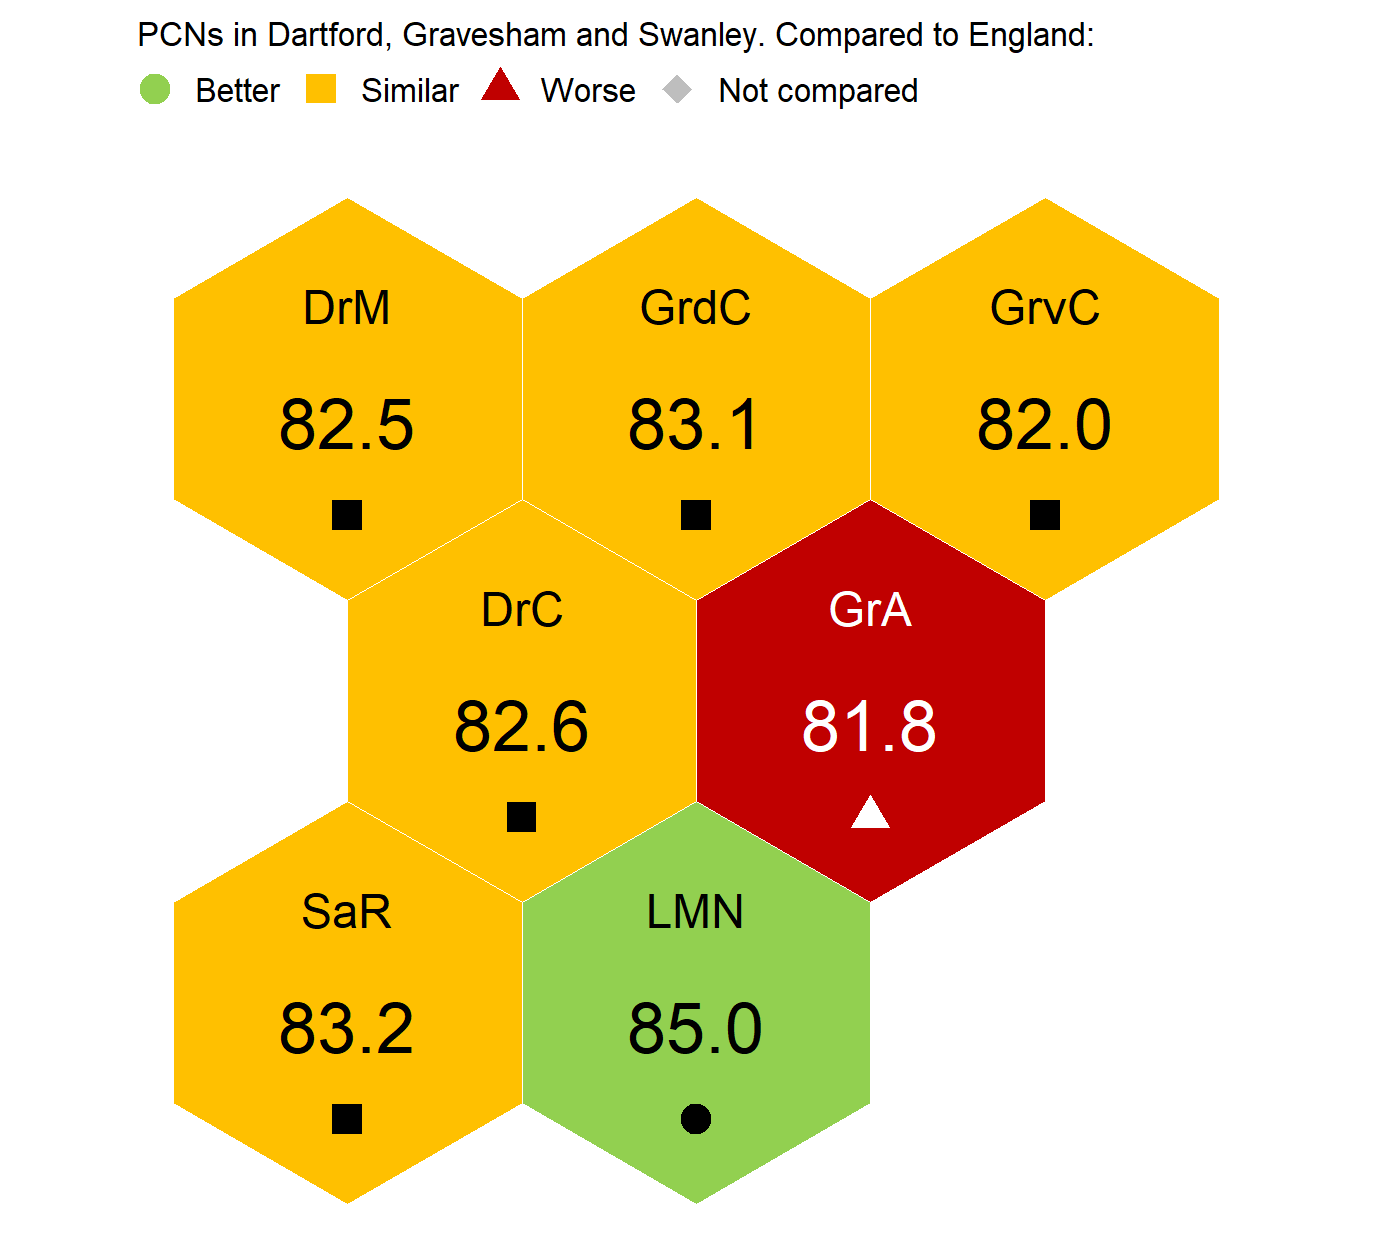 PCNs in Dartford, Gravesham and Swanley. Compared to England:
Better Similar Worse Not compared
DrM GrdC GrvC
82.5 83.1 82.0
DrC GrA
82.6 81.8
SaR LMN
83.2 85.0